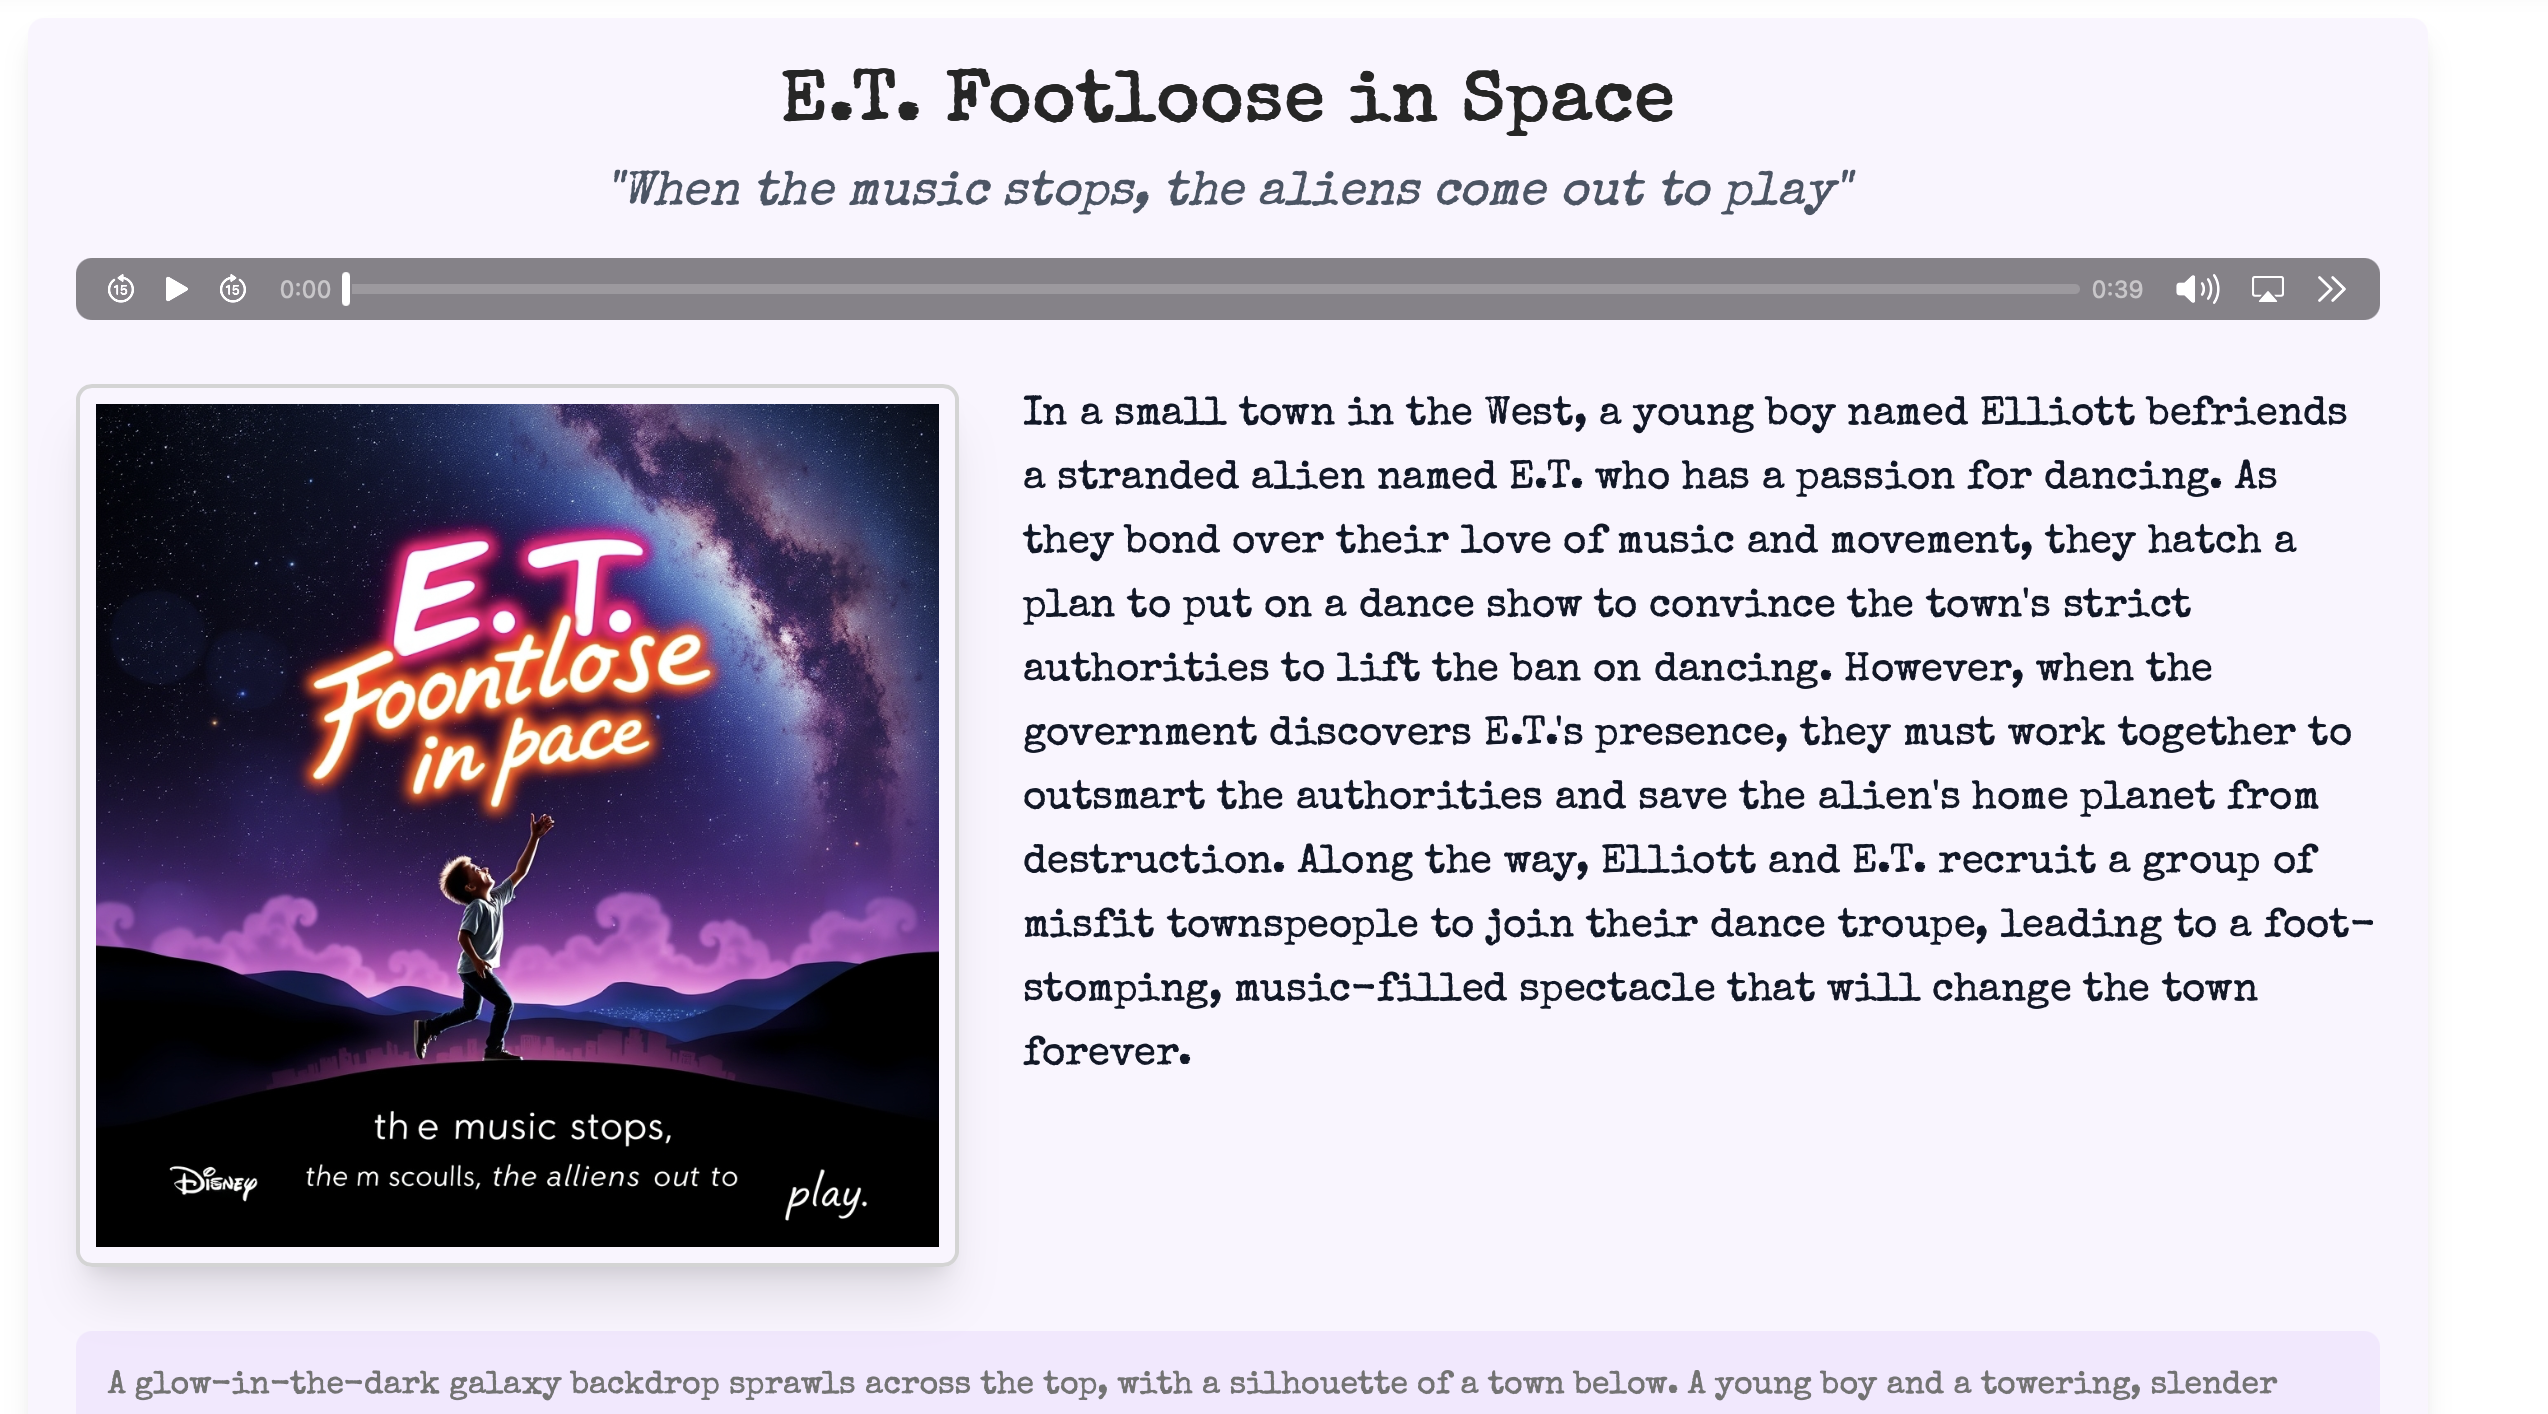 E.T. Footloose in Space
"When the music stops, the aliens come out to play"
15
15
0:00
0:39
E.T.
Foontlose
in pace
the music stops,
the m scoulls, the alliens out to
play.
Disney
In a small town in the West, a young boy named Elliott befriends
a stranded alien named E.T. who has a passion for dancing. As
they bond over their love of music and movement, they hatch a
plan to put on a dance show to convince the town's strict
authorities to lift the ban on dancing. However, when the
government discovers E.T.'s presence, they must work together to
outsmart the authorities and save the alien's home planet from
destruction. Along the way, Elliott and E.T. recruit a group of
misfit townspeople to join their dance troupe, leading to a foot-
stomping, music-filled spectacle that will change the town
forever.
A glow-in-the-dark galaxy backdrop sprawls across the top, with a silhouette of a town below. A young boy and a towering, slender